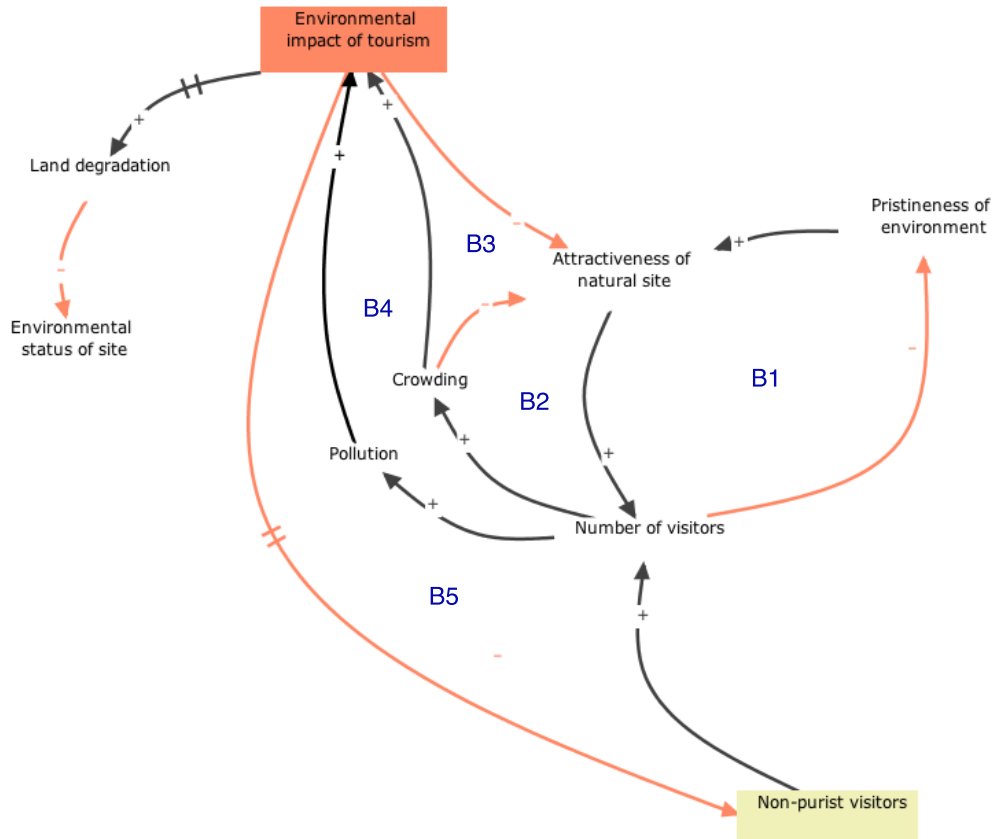 Environmental
impact of tourism
+
+
+
Land degradation
-
-
Environmental
status of site
B3
B4
Attractiveness of
natural site
+
Pristineness of
environment
-
-
Crowding
B2
B1
+
Pollution
+
+
Number of visitors
B5
+
-
Non-purist visitors